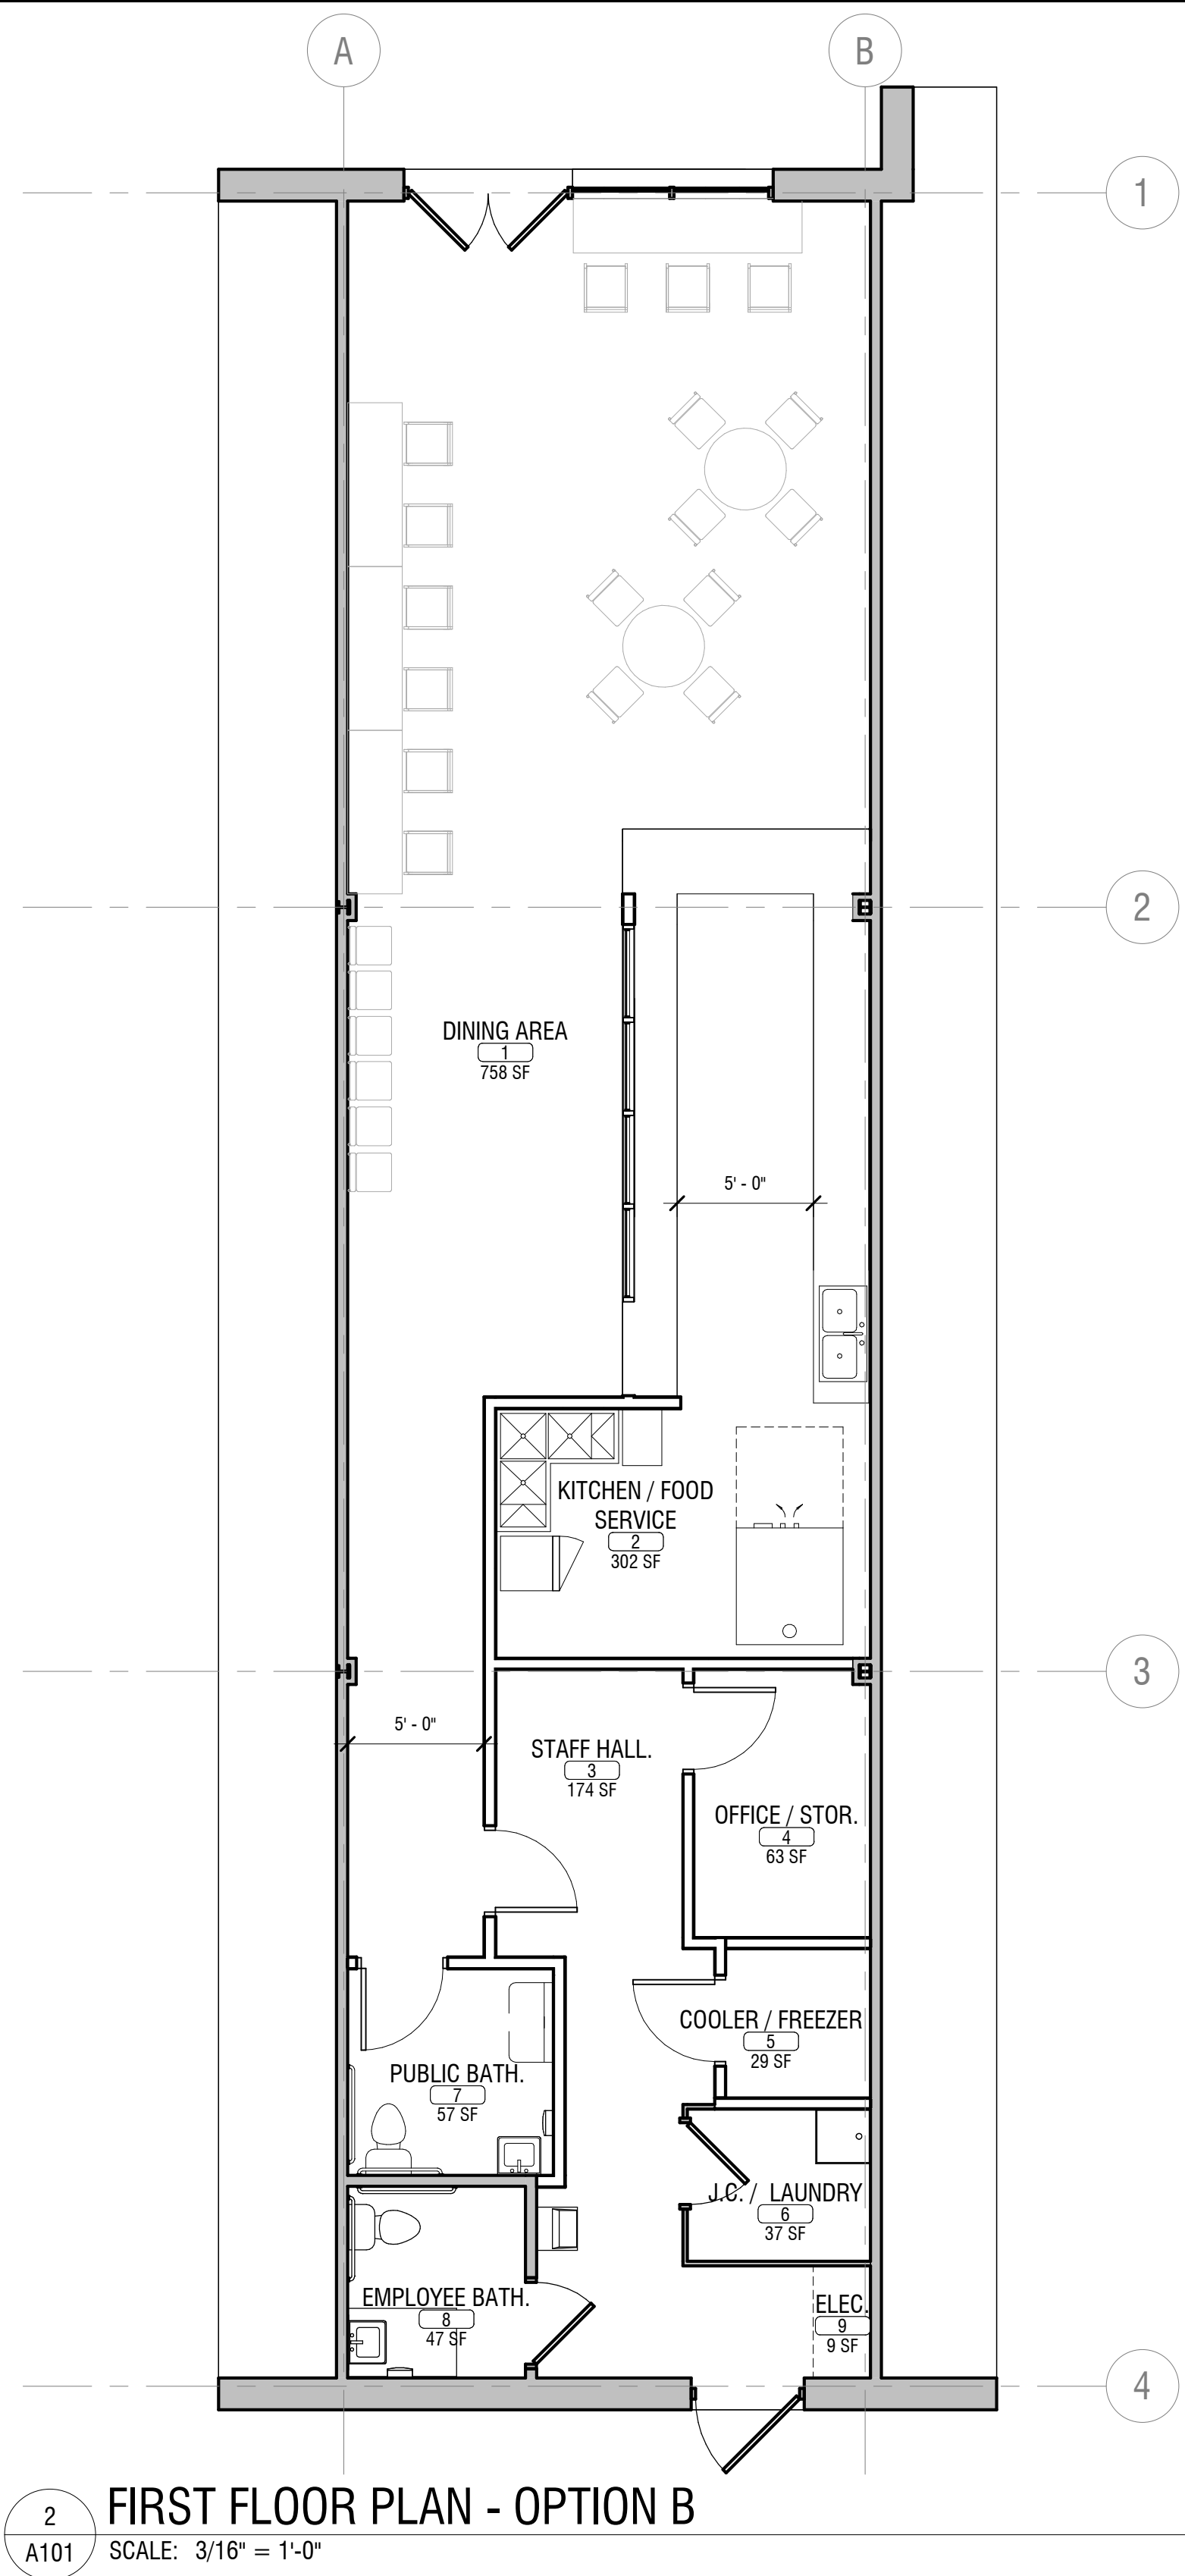 A
B
1
2
DINING AREA
1
758 SF
5' - 0"
KITCHEN / FOOD
SERVICE
2
302 SF
3
5' - 0"
STAFF HALL.
3
174 SF
OFFICE / STOR.
4
63 SF
COOLER / FREEZER
5
29 SF
PUBLIC BATH.
7
57 SF
J.C. / LAUNDRY
6
37 SF
EMPLOYEE BATH.
8
47 SF
ELEC.
9
9 SF
4
2
A101
FIRST FLOOR PLAN - OPTION B
SCALE: 3/16" = 1'-0"